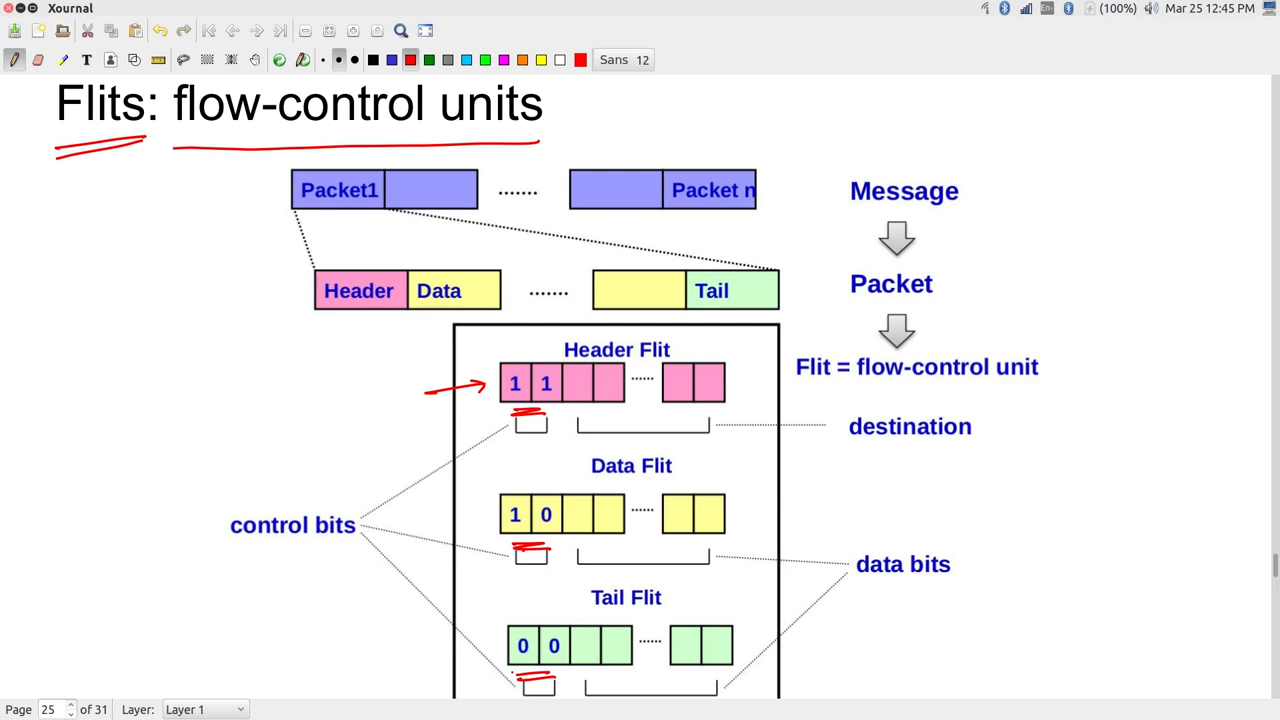 Xournal
En
(100%)
Mar 25 12:45 PM
T
Sans 12
Flits: flow-control units
Packet1 ....... Packet n
Message
Header Data ....... Tail
Packet
Header Flit
Flit = flow-control unit
1 1 ......
destination
Data Flit
1 0 ......
control bits
data bits
Tail Flit
0 0 ......
Page 25 of 31 Layer: Layer 1